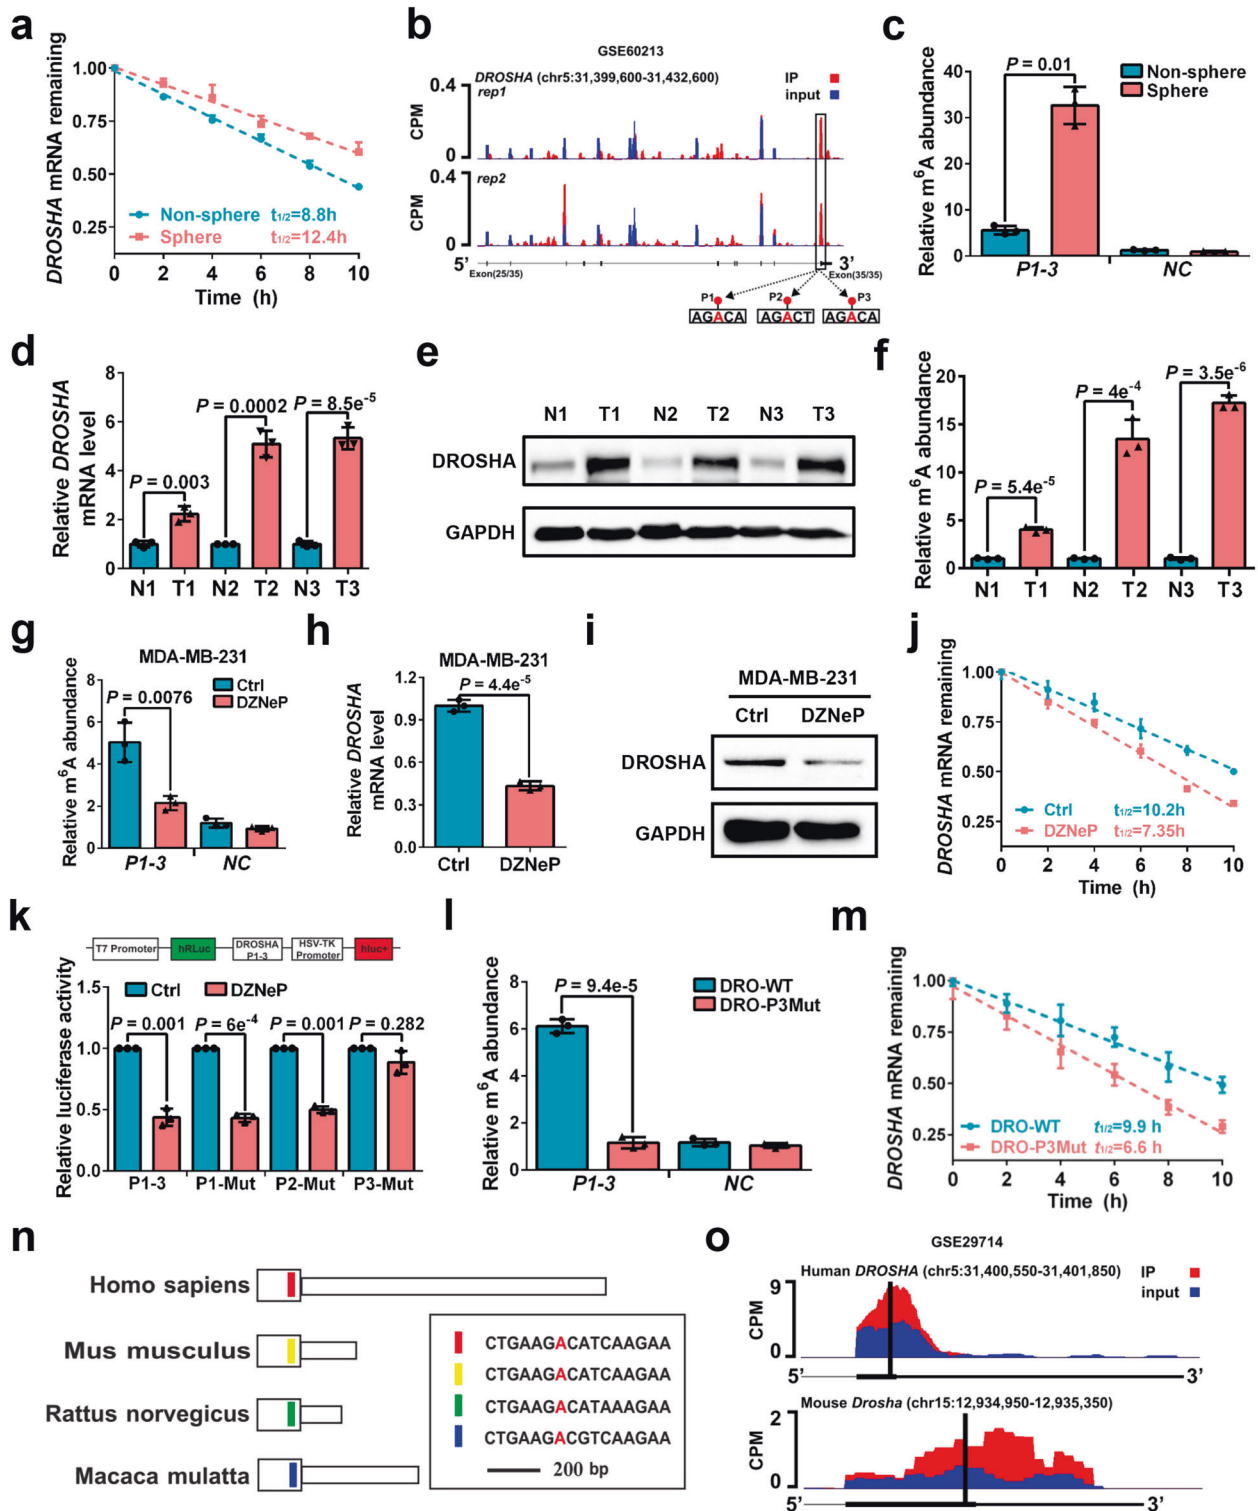 a
DROSHA mRNA remaining
1.00
0.75
0.50
0.25
Non-sphere t1/2=8.8h
Sphere t1/2=12.4h
0 2 4 6 8 10
Time (h)
b
GSE60213
DROSHA (chr5:31,399,600-31,432,600)
IP
input
rep1
CPM
0.4
0
rep2
CPM
0.4
0
5' 3'
Exon(25/35) Exon(35/35)
P1 P2 P3
AGACA AGACT AGACA
c
Relative m6A abundance
40
30
20
10
0
P = 0.01
Non-sphere
Sphere
P1-3 NC
d
Relative DROSHA mRNA level
8
6
4
2
0
P = 0.003
P = 0.0002
P = 8.5e-5
N1 T1 N2 T2 N3 T3
e
N1 T1 N2 T2 N3 T3
DROSHA
GAPDH
f
Relative m6A abundance
20
15
10
5
0
P = 5.4e-5
P = 4e-4
P = 3.5e-6
N1 T1 N2 T2 N3 T3
g
MDA-MB-231
Relative m6A abundance
8
6
4
2
0
P = 0.0076
Ctrl
DZNeP
P1-3 NC
h
MDA-MB-231
Relative DROSHA mRNA level
1.2
0.9
0.6
0.3
0.0
P = 4.4e-5
Ctrl DZNeP
i
MDA-MB-231
Ctrl DZNeP
DROSHA
GAPDH
j
DROSHA mRNA remaining
1.00
0.75
0.50
0.25
Ctrl t1/2=10.2h
DZNeP t1/2=7.35h
0 2 4 6 8 10
Time (h)
k
T7 Promoter hRLuc DROSHA P1-3 HSV-TK Promoter hluc+
Relative luciferase activity
1.5
1.0
0.5
0.0
Ctrl DZNeP
P = 0.001 P = 6e-4 P = 0.001 P = 0.282
P1-3 P1-Mut P2-Mut P3-Mut
l
Relative m6A abundance
8
6
4
2
0
P = 9.4e-5
DRO-WT
DRO-P3Mut
P1-3 NC
m
DROSHA mRNA remaining
1.00
0.75
0.50
0.25
DRO-WT t1/2=9.9 h
DRO-P3Mut t1/2=6.6 h
0 2 4 6 8 10
Time (h)
n
Homo sapiens
Mus musculus
Rattus norvegicus
Macaca mulatta
CTGAAGACATCAAGAA
CTGAAGACATCAAGAA
CTGAAGACATAAAGAA
CTGAAGACGTCAAGAA
200 bp
o
GSE29714
Human DROSHA (chr5:31,400,550-31,401,850)
IP
input
CPM
9
0
5' 3'
Mouse Drosha (chr15:12,934,950-12,935,350)
CPM
2
0
5' 3'